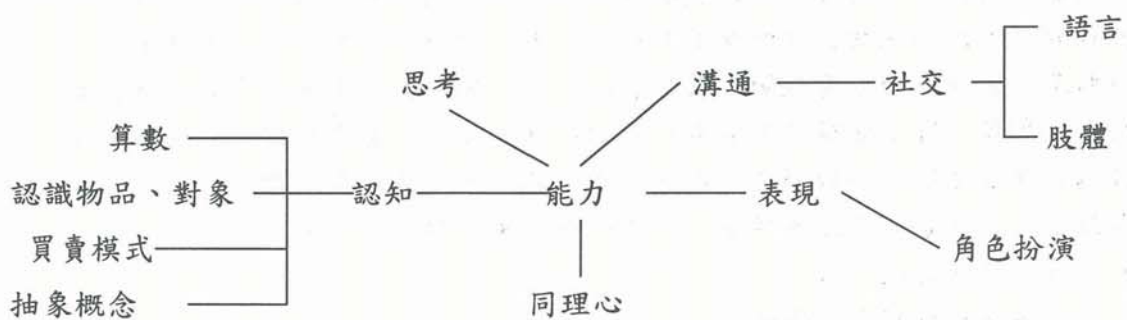 語言
思考
溝通
社交
算數
肢體
認識物品、對象
認知
能力
表現
買賣模式
角色扮演
抽象概念
同理心